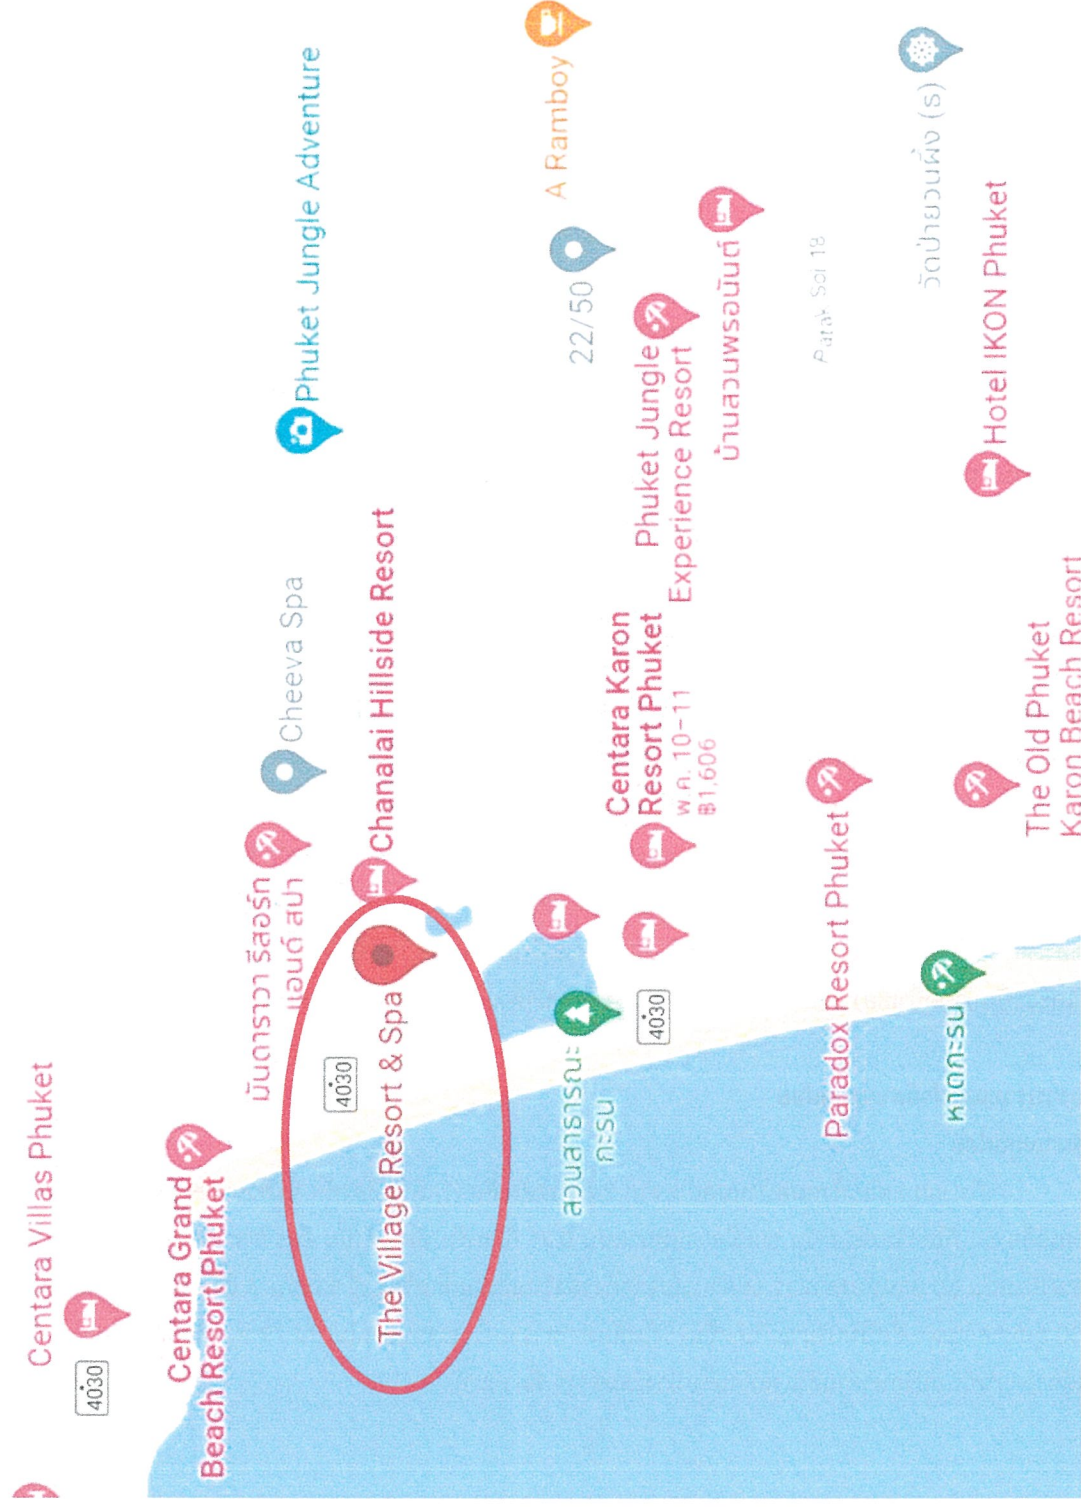 Centara Villas Phuket
4030
Centara Grand
Beach Resort Phuket
มันดาราวา รีสอร์ท
แอนด์ สปา
Cheeva Spa
Phuket Jungle Adventure
4030
The Village Resort & Spa
Chanalai Hillside Resort
A Ramboy
22/50
สวนสาธารณะ
กะรน
4030
Centara Karon
Resort Phuket
พ.ค. 10-11
฿1,606
Phuket Jungle
Experience Resort
บ้านสวนพรอนันต์
Patak Soi 18
Paradox Resort Phuket
หาดกะรน
วัดป่ายวนผึ้ง (ร)
Hotel IKON Phuket
The Old Phuket
Karon Beach Resort